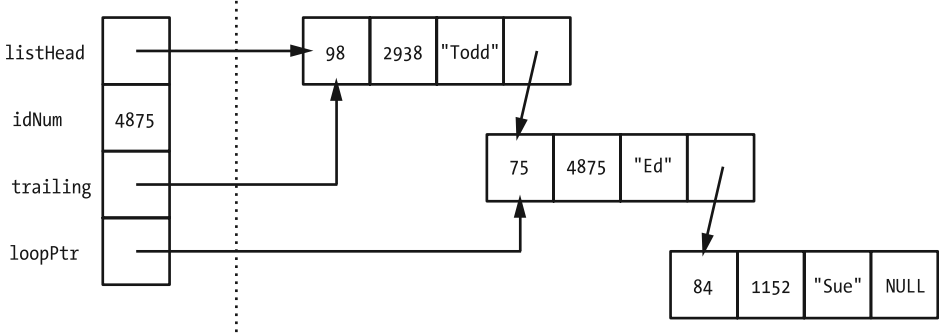 listHead 98 2938 "Todd"
idNum 4875
trailing 75 4875 "Ed"
loopPtr
84 1152 "Sue" NULL